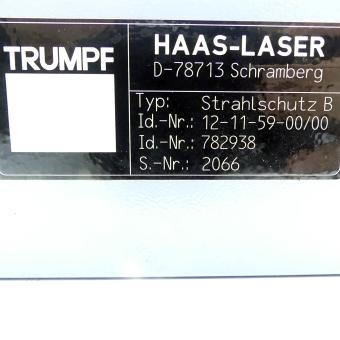 TRUMPF
HAAS-LASER
D-78713 Schramberg
Typ: Strahlschutz B
Id.-Nr.: 12-11-59-00/00
Id.-Nr.: 782938
S.-Nr.: 2066